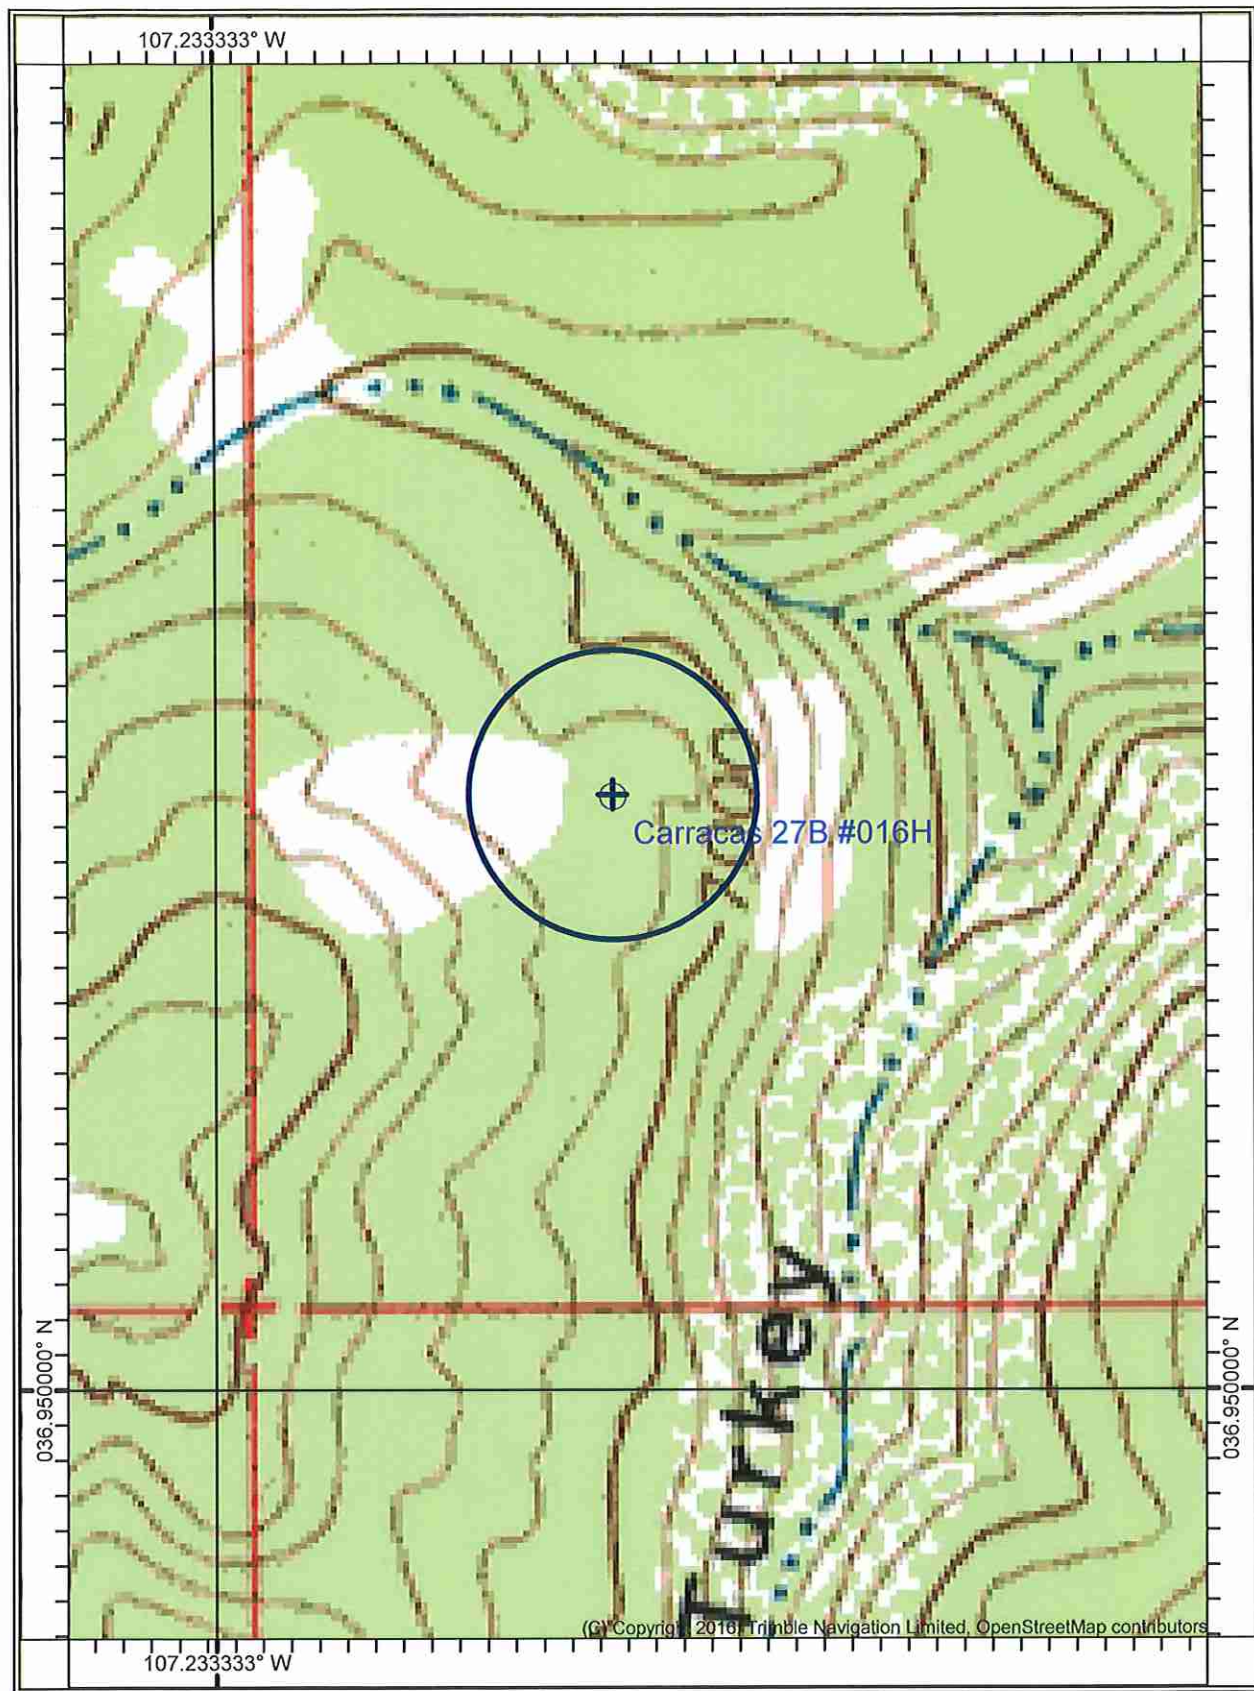 107.233333° W
7000
Carracas 27B #016H
036.950000° N
036.950000° N
Turkey
(C) Copyright 2016, Trimble Navigation Limited, OpenStreetMap contributors
107.233333° W